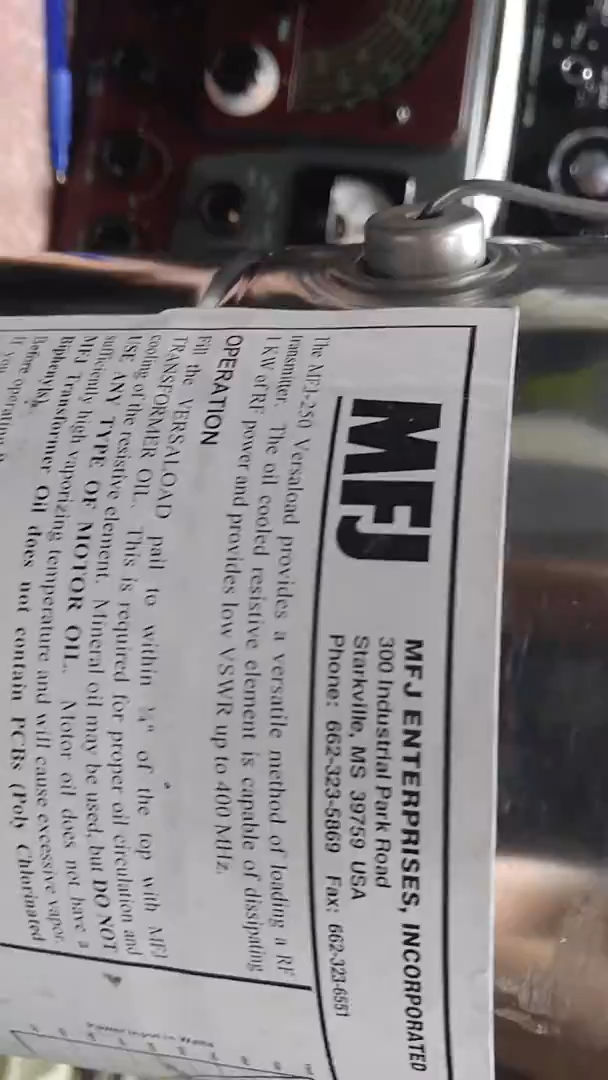 MFJ
MFJ ENTERPRISES, INCORPORATED
300 Industrial Park Road
Starkville, MS 39759 USA
Phone: 662-323-5869 Fax: 662-323-6551
The MFJ-250 Versaload provides a versatile method of loading a RF
transmitter. The oil cooled resistive element is capable of dissipating
1 KW of RF power and provides low VSWR up to 400 MHz.
OPERATION
Fill the VERSALOAD pail to within ¼" of the top with MFJ
TRANSFORMER OIL. This is required for proper oil circulation and
cooling of the resistive element. Mineral oil may be used, but DO NOT
USE ANY TYPE OF MOTOR OIL. Motor oil does not have a
sufficiently high vaporizing temperature and will cause excessive vapor.
MFJ Transformer Oil does not contain PCBs (Poly Chlorinated
Biphenyls).